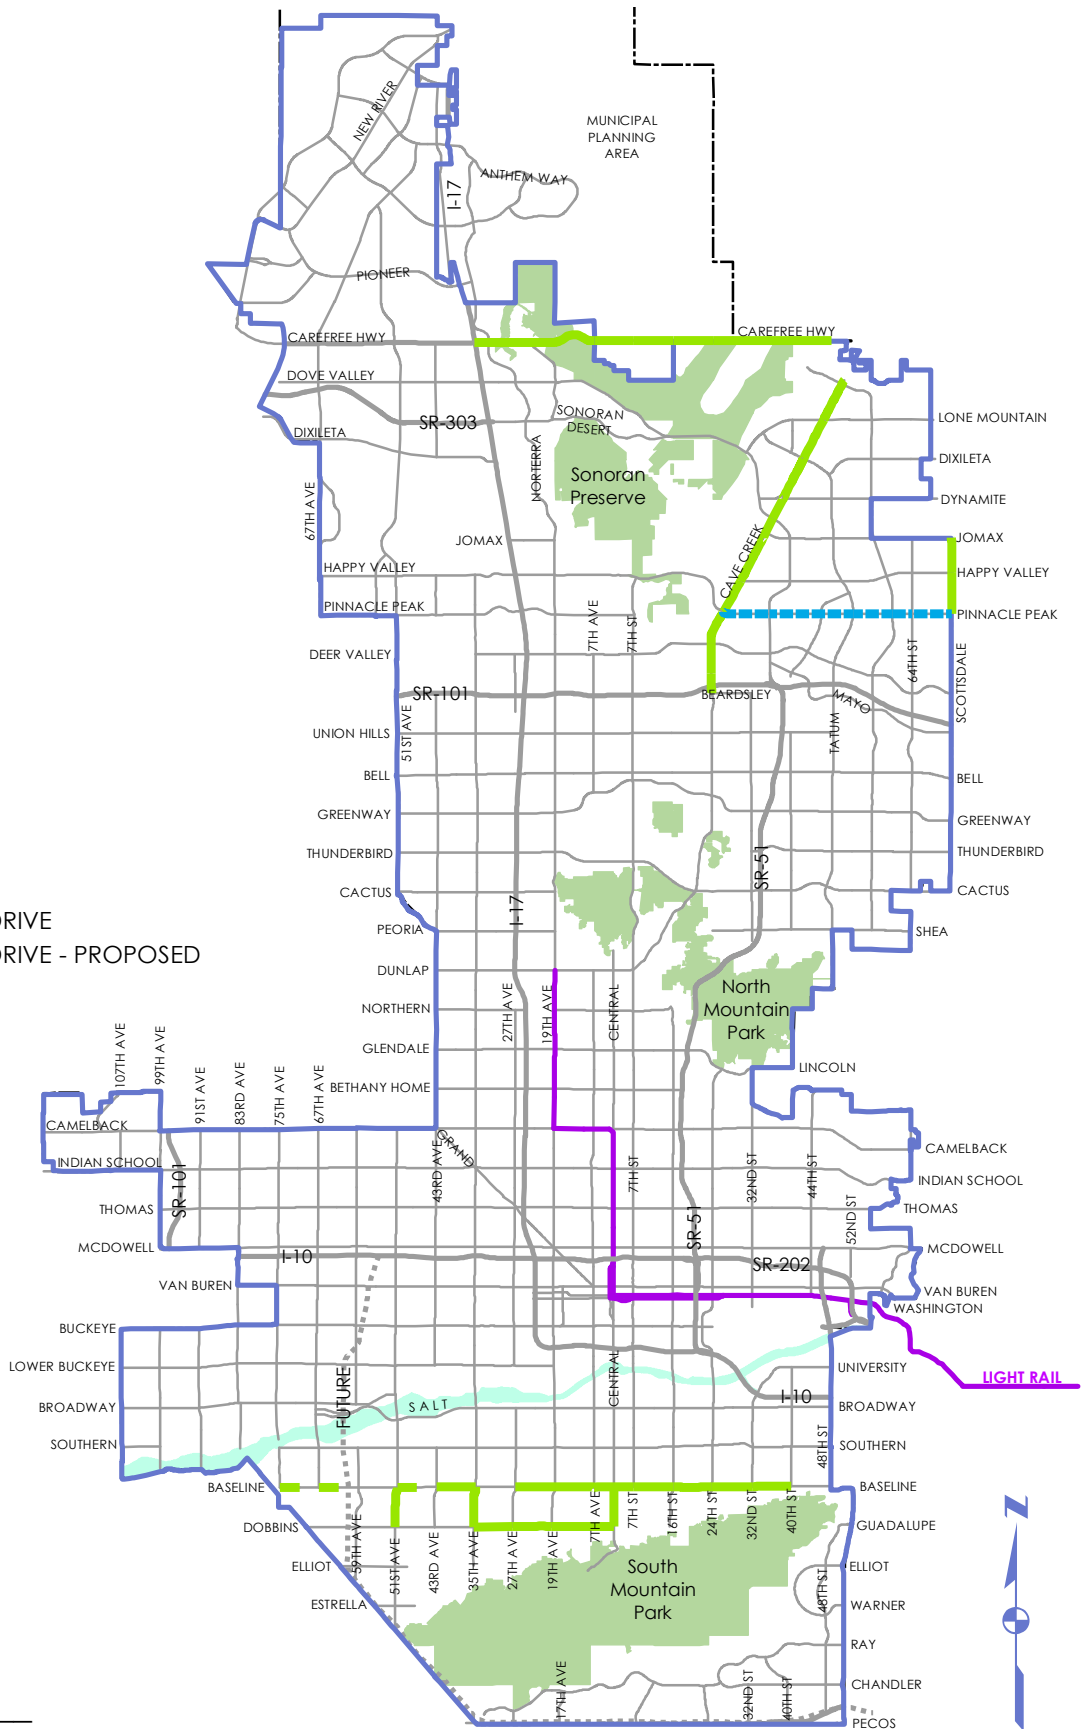 MUNICIPAL
PLANNING
AREA
NEW RIVER
ANTHEM WAY
I-17
PIONEER
CAREFREE HWY
CAREFREE HWY
DOVE VALLEY
SR-303
SONORAN
DESERT
LONE MOUNTAIN
DIXILETA
DIXILETA
NORTERRA
Sonoran
Preserve
67TH AVE
DYNAMITE
JOMAX
JOMAX
CAVE CREEK
HAPPY VALLEY
HAPPY VALLEY
PINNACLE PEAK
PINNACLE PEAK
7TH AVE
7TH ST
64TH ST
DEER VALLEY
SCOTTSDALE
SR-101
BEARDSLEY
MAYO
51ST AVE
UNION HILLS
TATUM
BELL
BELL
GREENWAY
GREENWAY
THUNDERBIRD
THUNDERBIRD
SR-51
CACTUS
CACTUS
I-17
DRIVE
PEORIA
SHEA
DRIVE - PROPOSED
DUNLAP
NORTHERN
27TH AVE
19TH AVE
CENTRAL
North
Mountain
Park
GLENDALE
107TH AVE
99TH AVE
91ST AVE
83RD AVE
75TH AVE
67TH AVE
BETHANY HOME
LINCOLN
CAMELBACK
GRAND
CAMELBACK
INDIAN SCHOOL
43RD AVE
7TH ST
32ND ST
44TH ST
INDIAN SCHOOL
SR-101
THOMAS
SR-51
52ND ST
THOMAS
MCDOWELL
I-10
SR-202
MCDOWELL
VAN BUREN
VAN BUREN
WASHINGTON
BUCKEYE
LOWER BUCKEYE
CENTRAL
UNIVERSITY
LIGHT RAIL
FUTURE
SALT
I-10
BROADWAY
BROADWAY
SOUTHERN
48TH ST
SOUTHERN
BASELINE
BASELINE
DOBBINS
59TH AVE
51ST AVE
43RD AVE
35TH AVE
27TH AVE
19TH AVE
7TH AVE
7TH ST
16TH ST
24TH ST
32ND ST
40TH ST
GUADALUPE
ELLIOT
ELLIOT
South
Mountain
Park
48TH ST
ESTRELLA
WARNER
RAY
17TH AVE
32ND ST
40TH ST
CHANDLER
PECOS
N